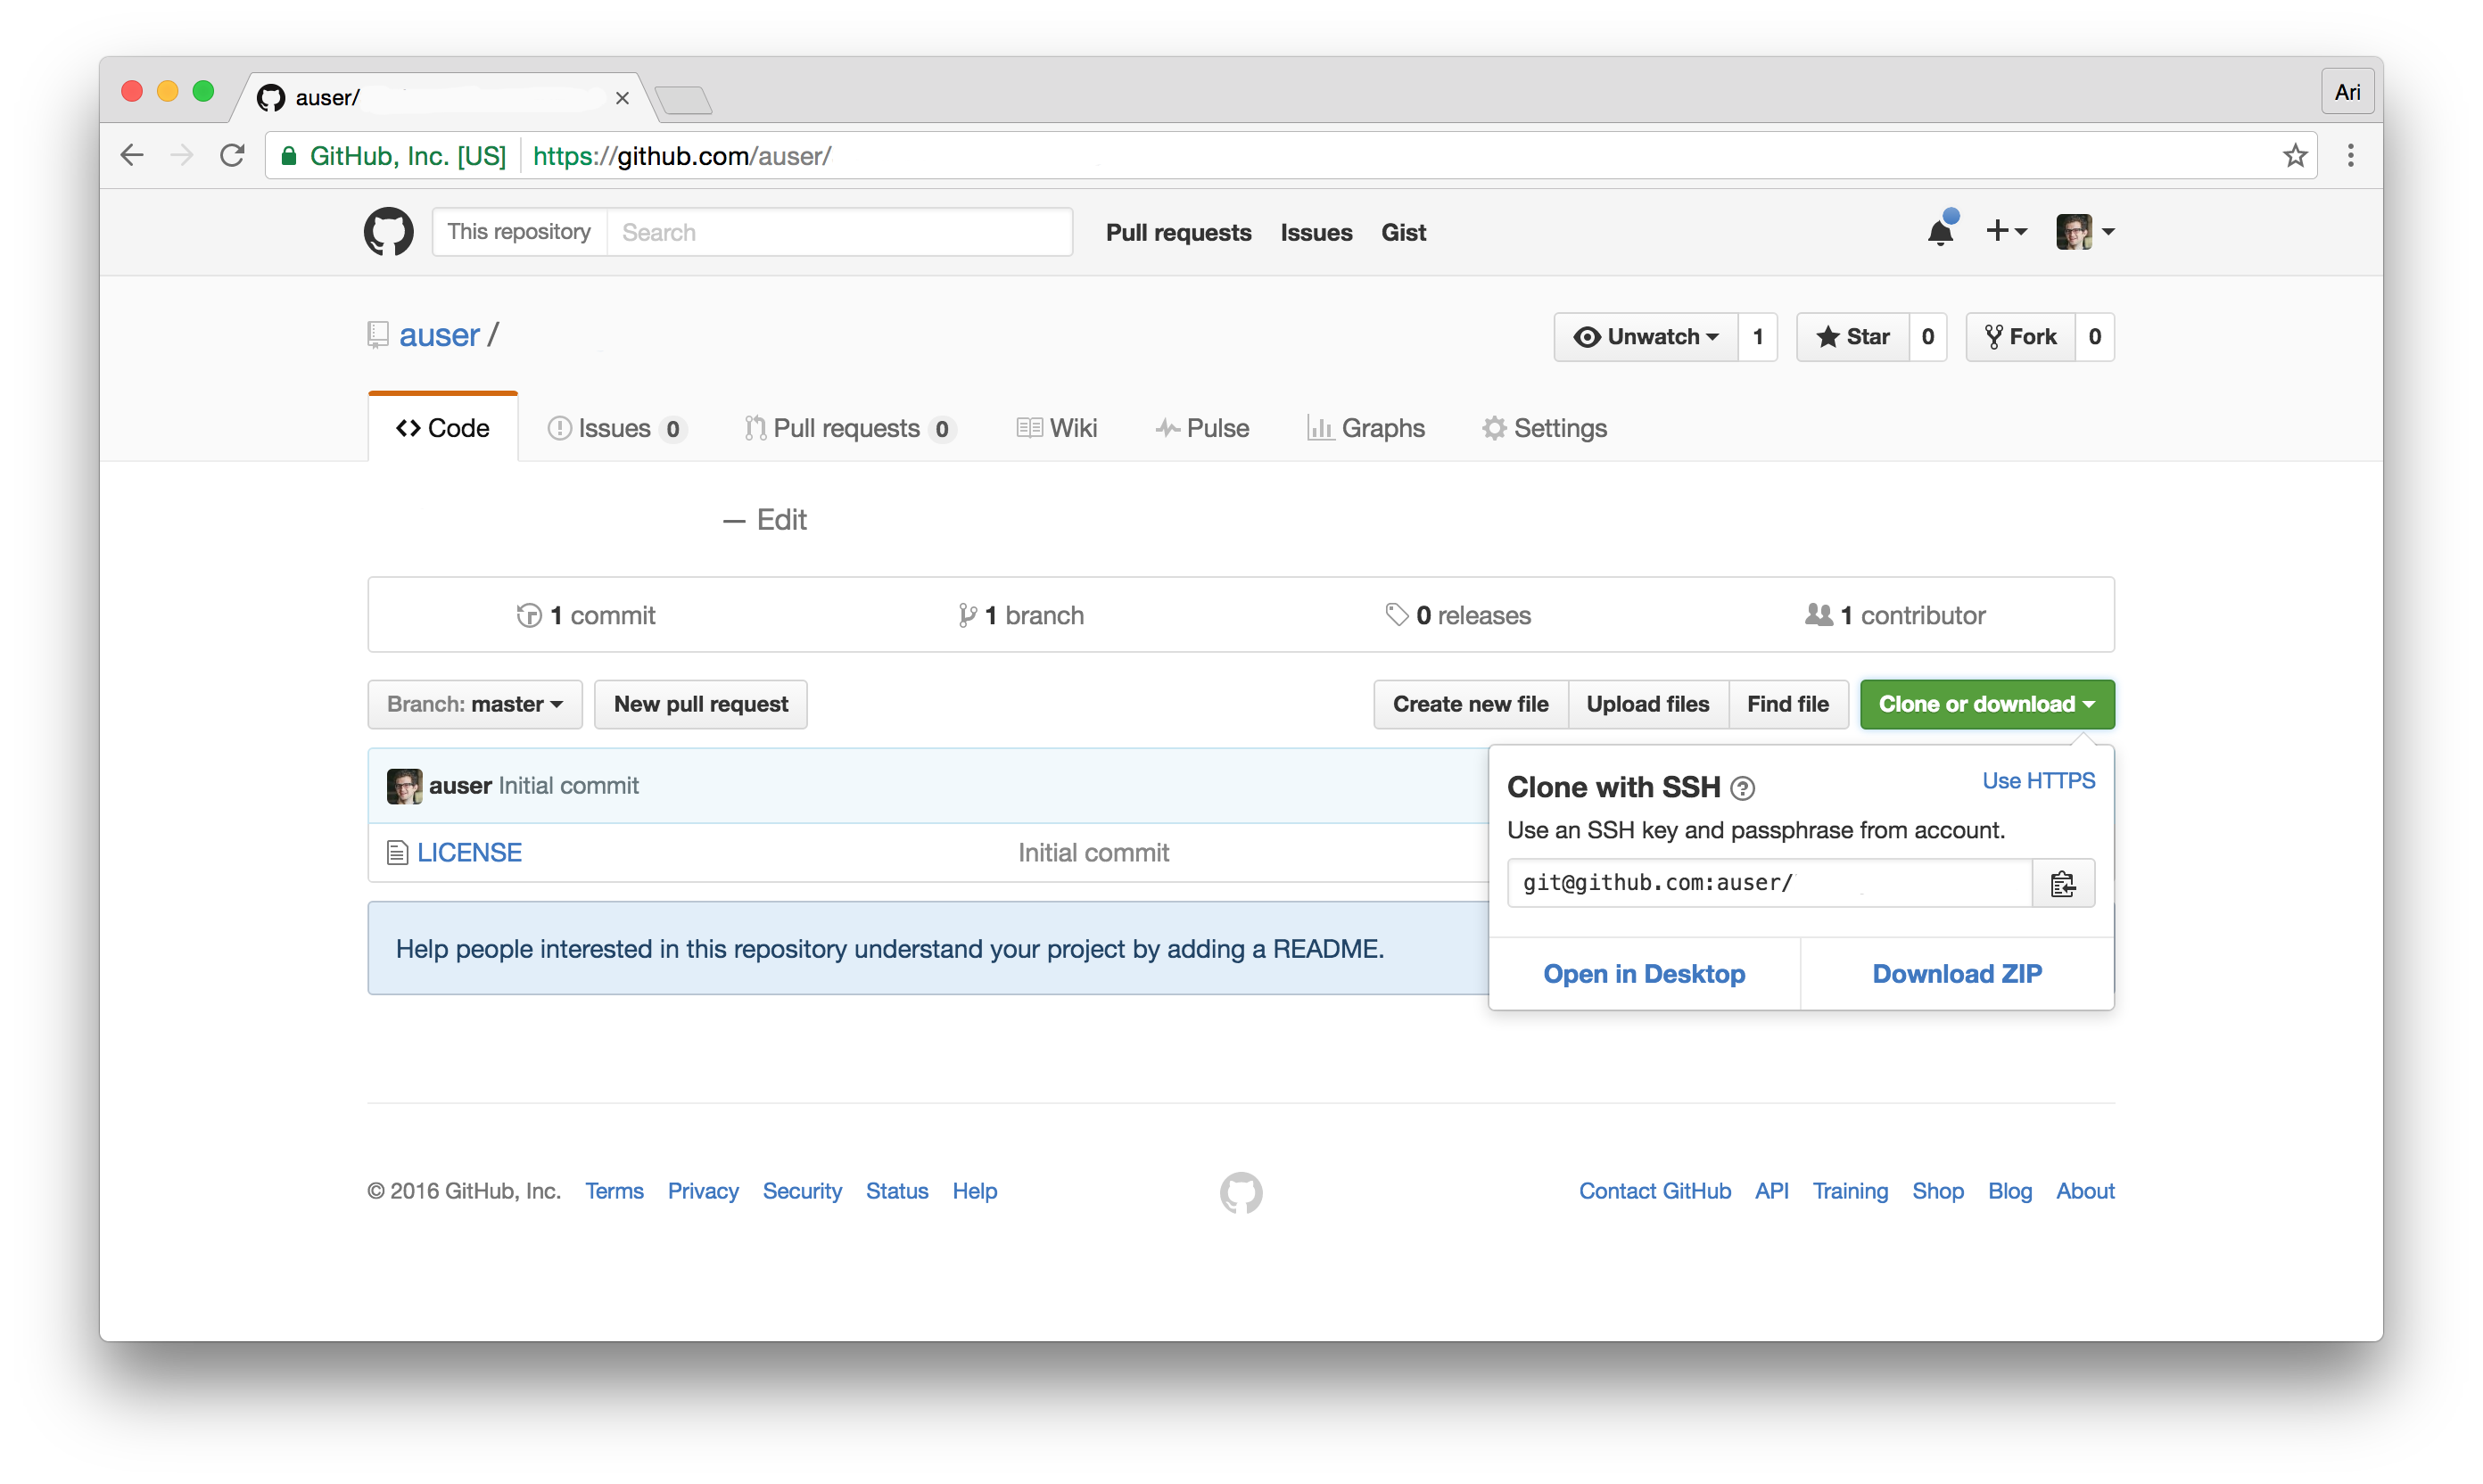 auser/
Ari
GitHub, Inc. [US] https://github.com/auser/
This repository Search Pull requests Issues Gist
auser / Unwatch 1 Star 0 Fork 0
Code Issues 0 Pull requests 0 Wiki Pulse Graphs Settings
— Edit
1 commit 1 branch 0 releases 1 contributor
Branch: master New pull request Create new file Upload files Find file Clone or download
auser Initial commit
LICENSE Initial commit
Help people interested in this repository understand your project by adding a README.
Clone with SSH ? Use HTTPS
Use an SSH key and passphrase from account.
git@github.com:auser/
Open in Desktop Download ZIP
© 2016 GitHub, Inc. Terms Privacy Security Status Help Contact GitHub API Training Shop Blog About